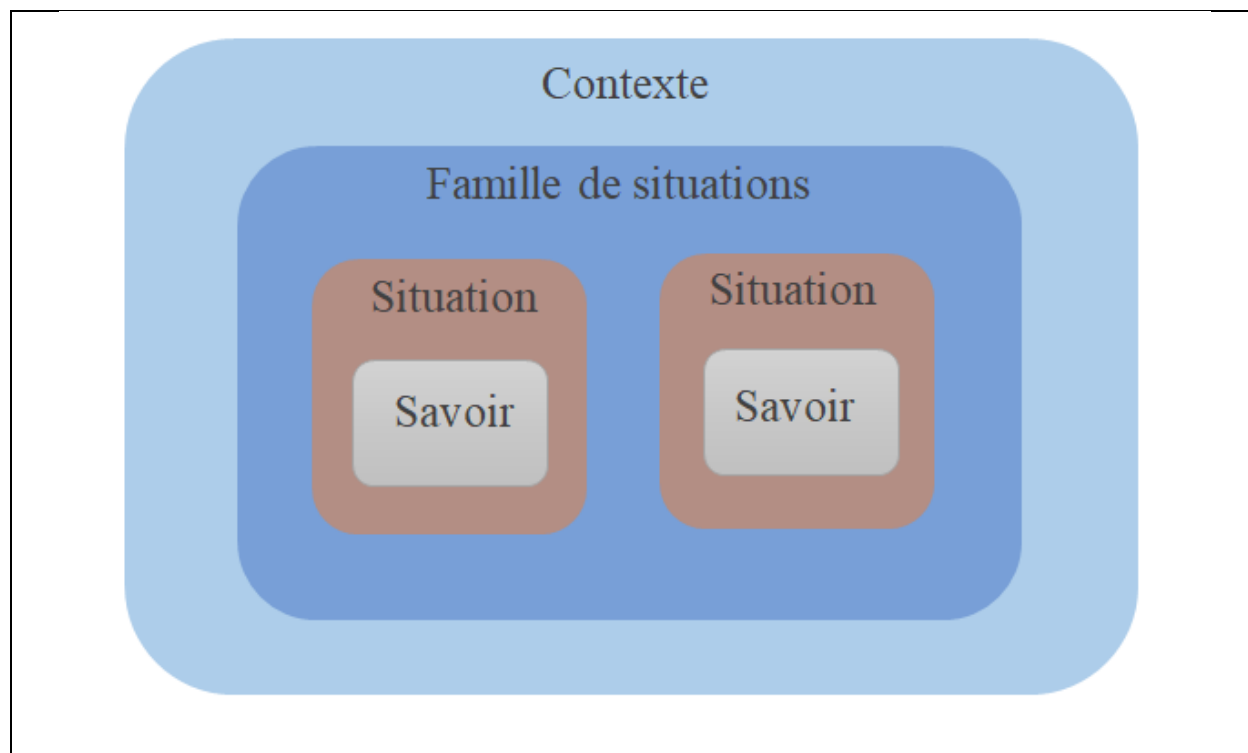 Contexte
Famille de situations
Situation
Situation
Savoir
Savoir